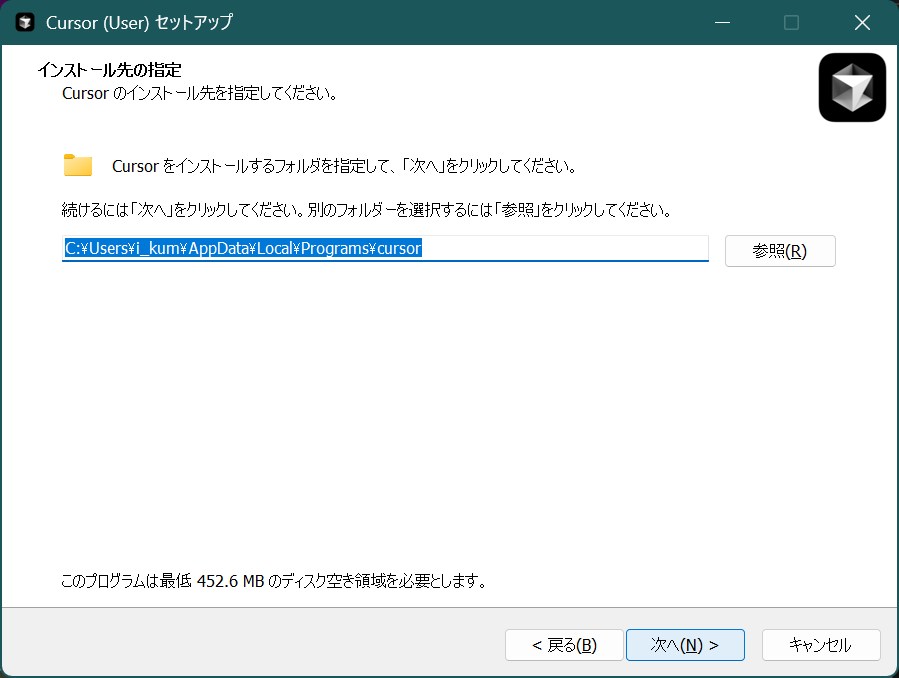 Cursor (User) セットアップ
インストール先の指定
Cursor のインストール先を指定してください。
Cursor をインストールするフォルダを指定して、「次へ」をクリックしてください。
続けるには「次へ」をクリックしてください。別のフォルダーを選択するには「参照」をクリックしてください。
C:¥Users¥i_kum¥AppData¥Local¥Programs¥cursor
参照(R)
このプログラムは最低 452.6 MB のディスク空き領域を必要とします。
< 戻る(B)
次へ(N) >
キャンセル